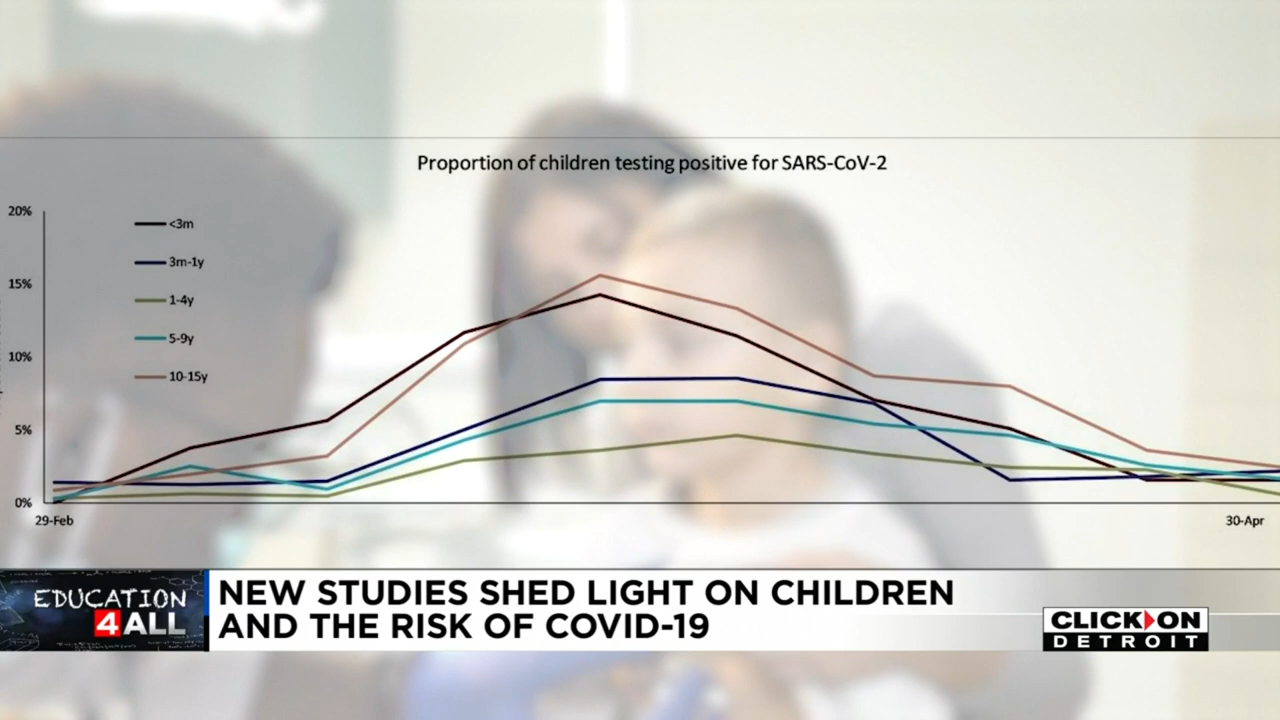 Proportion of children testing positive for SARS-CoV-2
20%
<3m
3m-1y
15%
1-4y
5-9y
10%
10-15y
5%
0%
29-Feb
30-Apr
EDUCATION
4 ALL
NEW STUDIES SHED LIGHT ON CHILDREN
AND THE RISK OF COVID-19
CLICK ON
DETROIT